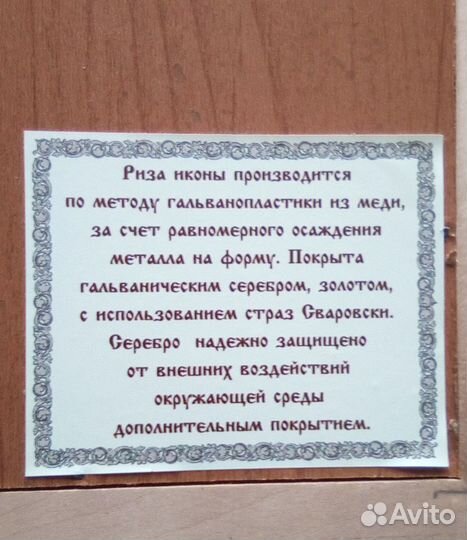 Риза иконы производится
по методу гальванопластики из меди,
за счет равномерного осаждения
металла на форму. Покрыта
гальваническим серебром, золотом,
с использованием страз Сваровски.
Серебро надежно защищено
от внешних воздействий
окружающей среды
дополнительным покрытием.
Avito